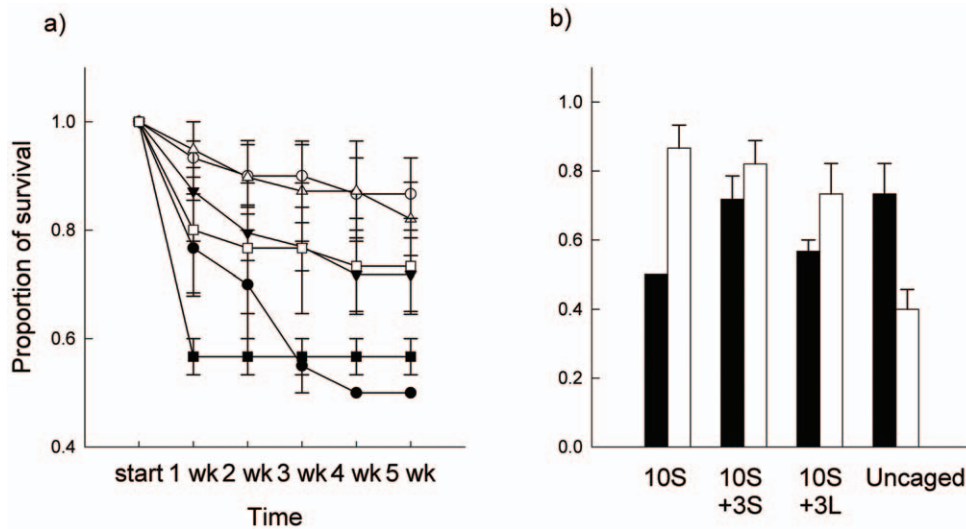 a)
Proportion of survival
1.0
0.8
0.6
0.4
start 1 wk 2 wk 3 wk 4 wk 5 wk
Time
b)
1.0
0.8
0.6
0.4
0.2
0.0
10S 10S 10S Uncaged
+3S +3L